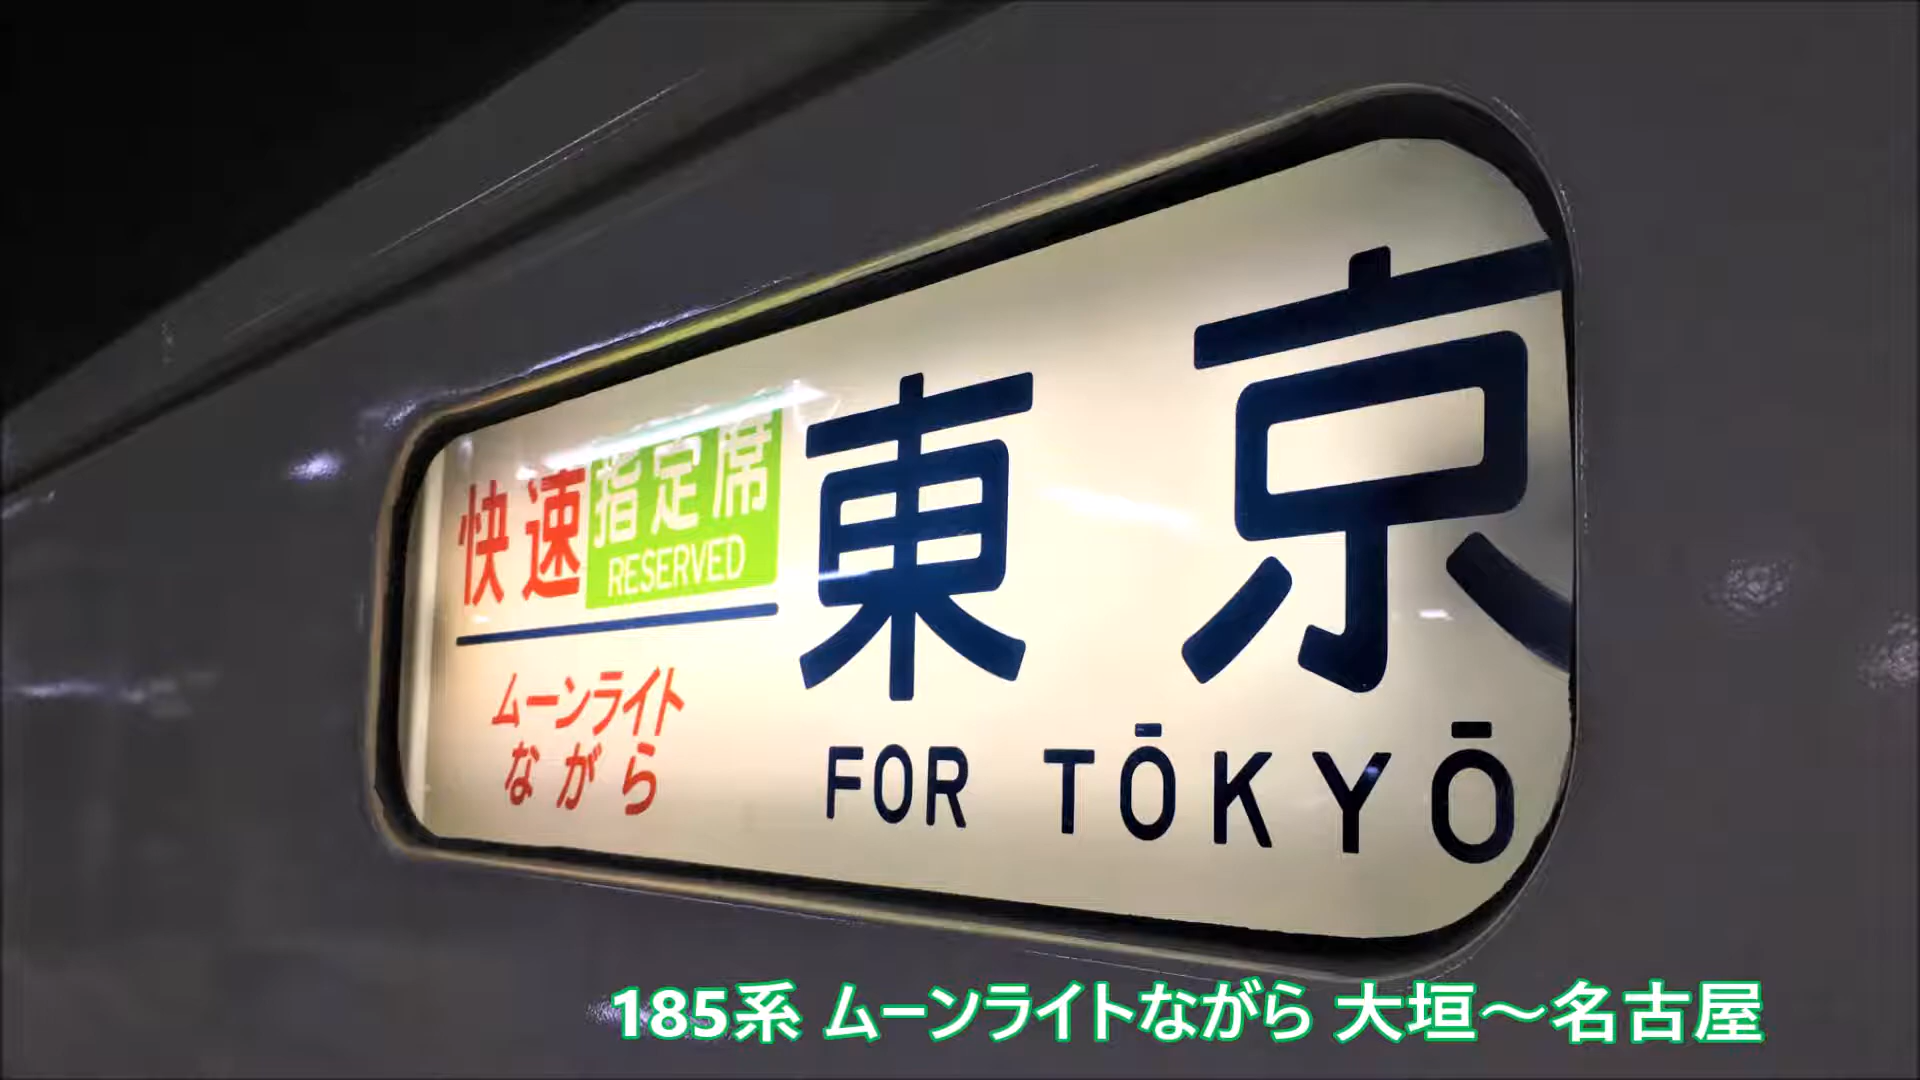 快速 指定席
RESERVED
ムーンライト
ながら
東京
FOR TŌKYŌ
185系 ムーンライトながら 大垣～名古屋